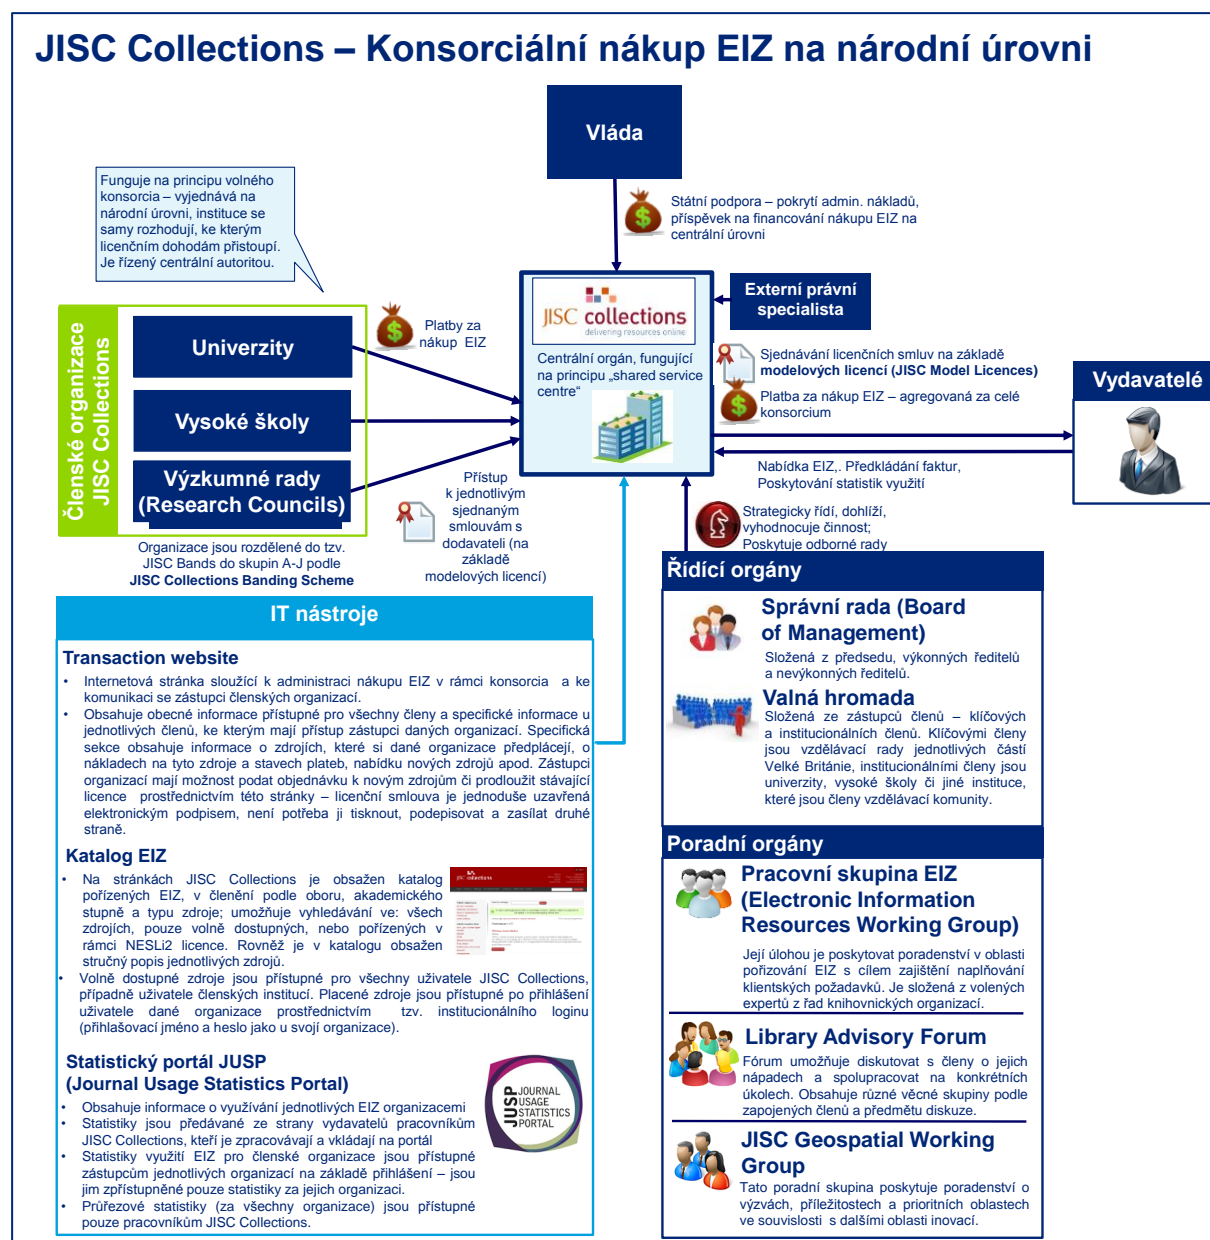 JISC Collections – Konsorciální nákup EIZ na národní úrovni
Vláda
Funguje na principu volného
konsorcia – vyjednává na
národní úrovni, instituce se
samy rozhodují, ke kterým
licenčním dohodám přistoupí.
Je řízený centrální autoritou.
Státní podpora – pokrytí admin. nákladů,
příspěvek na financování nákupu EIZ na
centrální úrovni
Členské organizace
JISC Collections
Univerzity
Vysoké školy
Výzkumné rady
(Research Councils)
Platby za
nákup EIZ
JISC collections
delivering resources online
Centrální orgán, fungující
na principu „shared service
centre“
Externí právní
specialista
Sjednávání licenčních smluv na základě
modelových licencí (JISC Model Licences)
Platba za nákup EIZ – agregovaná za celé
konsorcium
Vydavatelé
Nabídka EIZ,. Předkládání faktur,
Poskytování statistik využití
Přístup
k jednotlivým
sjednaným
smlouvám s
dodavateli (na
základě
modelových licencí)
Strategicky řídí, dohlíží,
vyhodnocuje činnost;
Poskytuje odborné rady
Organizace jsou rozdělené do tzv.
JISC Bands do skupin A-J podle
JISC Collections Banding Scheme
IT nástroje
Transaction website
• Internetová stránka sloužící k administraci nákupu EIZ v rámci konsorcia a ke
komunikaci se zástupci členských organizací.
• Obsahuje obecné informace přístupné pro všechny členy a specifické informace u
jednotlivých členů, ke kterým mají přístup zástupci daných organizací. Specifická
sekce obsahuje informace o zdrojích, které si dané organizace předplácejí, o
nákladech na tyto zdroje a stavech plateb, nabídku nových zdrojů apod. Zástupci
organizací mají možnost podat objednávku k novým zdrojům či prodloužit stávající
licence prostřednictvím této stránky – licenční smlouva je jednoduše uzavřená
elektronickým podpisem, není potřeba ji tisknout, podepisovat a zasílat druhé
straně.
Katalog EIZ
• Na stránkách JISC Collections je obsažen katalog
pořízených EIZ, v členění podle oboru, akademického
stupně a typu zdroje; umožňuje vyhledávání ve: všech
zdrojích, pouze volně dostupných, nebo pořízených v
rámci NESLi2 licence. Rovněž je v katalogu obsažen
stručný popis jednotlivých zdrojů.
• Volně dostupné zdroje jsou přístupné pro všechny uživatele JISC Collections,
případně uživatele členských institucí. Placené zdroje jsou přístupné po přihlášení
uživatele dané organizace prostřednictvím tzv. institucionálního loginu
(přihlašovací jméno a heslo jako u svojí organizace).
Statistický portál JUSP
(Journal Usage Statistics Portal)
JUSP JOURNAL
USAGE
STATISTICS
PORTAL
• Obsahuje informace o využívání jednotlivých EIZ organizacemi
• Statistiky jsou předávané ze strany vydavatelů pracovníkům
JISC Collections, kteří je zpracovávají a vkládají na portál
• Statistiky využití EIZ pro členské organizace jsou přístupné
zástupcům jednotlivých organizací na základě přihlášení – jsou
jim zpřístupněné pouze statistiky za jejich organizaci.
• Průřezové statistiky (za všechny organizace) jsou přístupné
pouze pracovníkům JISC Collections.
Řídící orgány
Správní rada (Board
of Management)
Složená z předsedu, výkonných ředitelů
a nevýkonných ředitelů.
Valná hromada
Složená ze zástupců členů – klíčových
a institucionálních členů. Klíčovými členy
jsou vzdělávací rady jednotlivých částí
Velké Británie, institucionálními členy jsou
univerzity, vysoké školy či jiné instituce,
které jsou členy vzdělávací komunity.
Poradní orgány
Pracovní skupina EIZ
(Electronic Information
Resources Working Group)
Její úlohou je poskytovat poradenství v oblasti
pořizování EIZ s cílem zajištění naplňování
klientských požadavků. Je složená z volených
expertů z řad knihovnických organizací.
Library Advisory Forum
Fórum umožňuje diskutovat s členy o jejich
nápadech a spolupracovat na konkrétních
úkolech. Obsahuje různé věcné skupiny podle
zapojených členů a předmětu diskuze.
JISC Geospatial Working
Group
Tato poradní skupina poskytuje poradenství o
výzvách, příležitostech a prioritních oblastech
ve souvislosti s dalšími oblasti inovací.